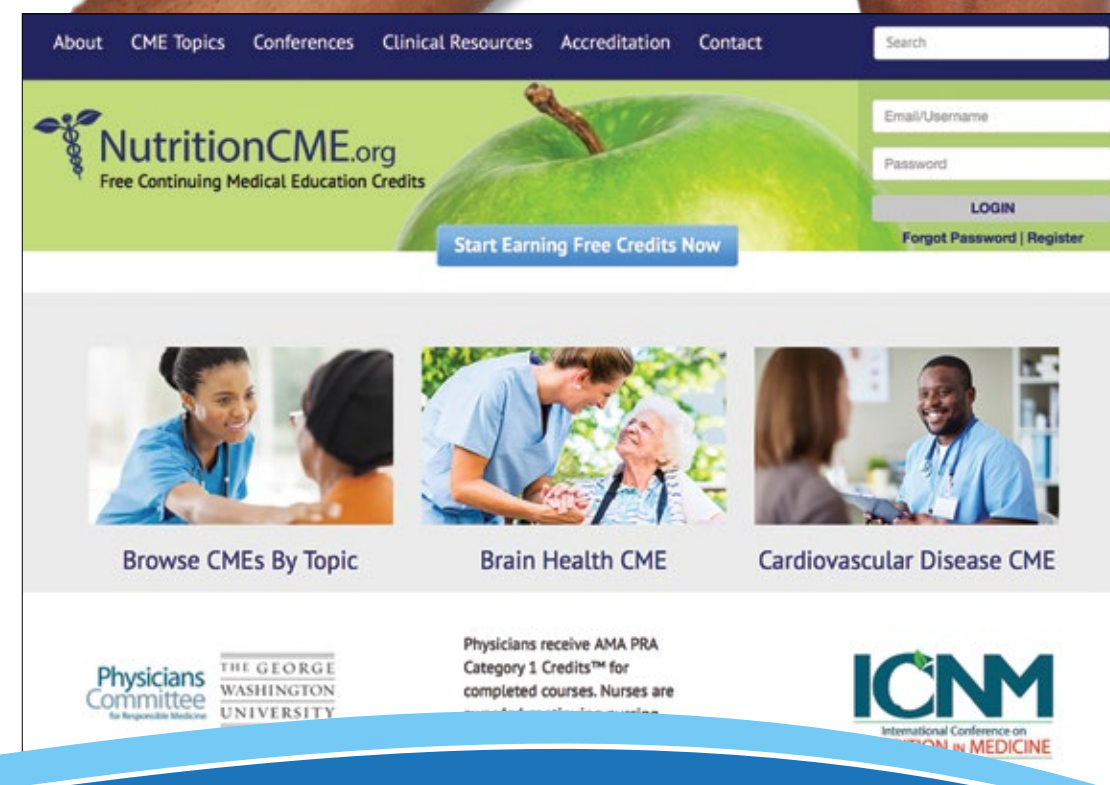 About CME Topics Conferences Clinical Resources Accreditation Contact
Search
NutritionCME.org
Free Continuing Medical Education Credits
Email/Username
Password
LOGIN
Forgot Password | Register
Start Earning Free Credits Now
Browse CMEs By Topic
Brain Health CME
Cardiovascular Disease CME
Physicians
Committee
for Responsible Medicine
THE GEORGE
WASHINGTON
UNIVERSITY
Physicians receive AMA PRA
Category 1 Credits™ for
completed courses. Nurses are
ICNM
International Conference on
IN MEDICINE